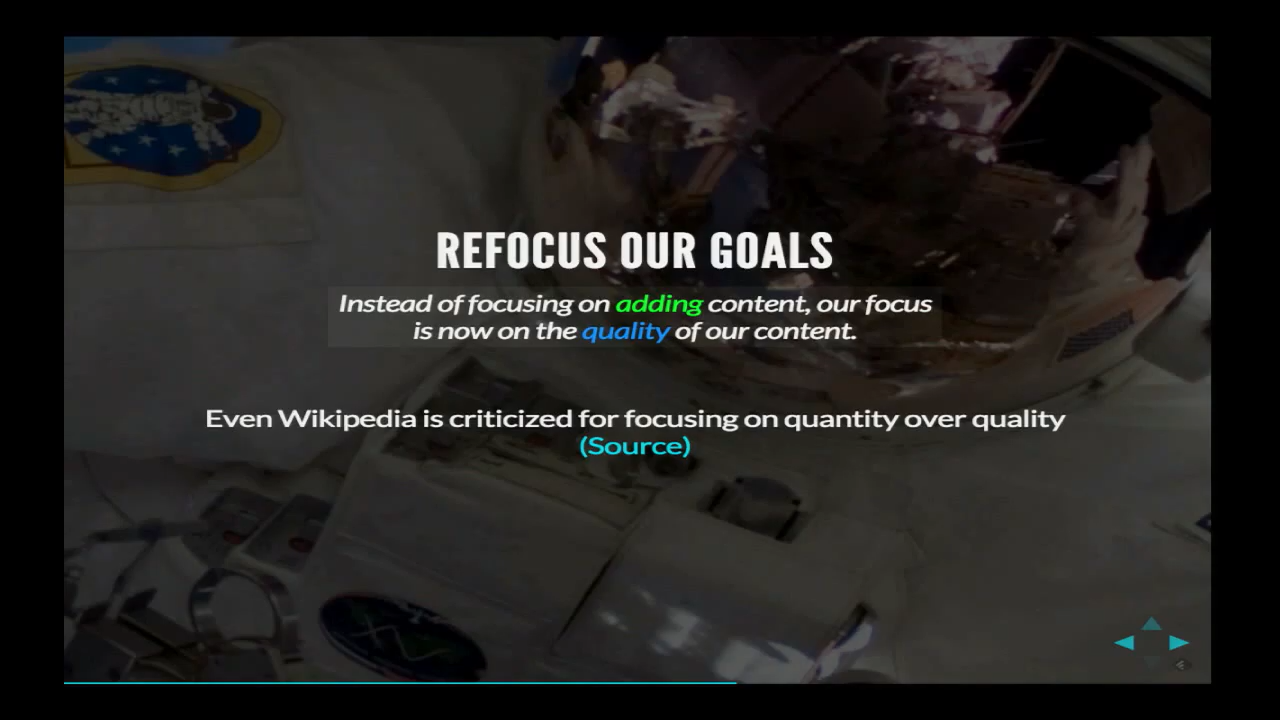 REFOCUS OUR GOALS
Instead of focusing on adding content, our focus
is now on the quality of our content.
Even Wikipedia is criticized for focusing on quantity over quality
(Source)